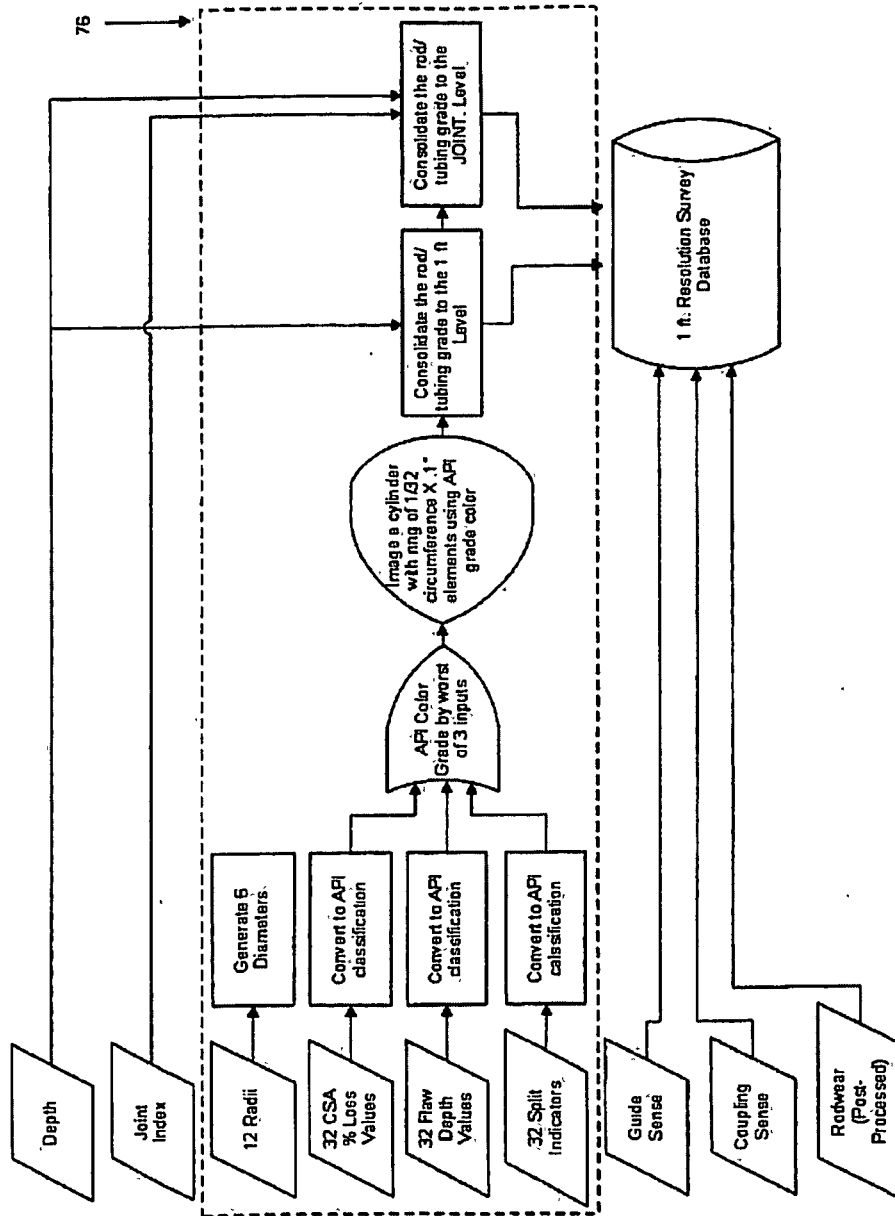 76
Depth
Joint
Index
12 Radii
32 CSA
% Loss
Values
32 Flaw
Depth
Values
32 Split
Indicators
Guide
Sense
Coupling
Sense
Rodwear
(Post-
Processed)
Generate 6
Diameters
Convert to API
classification
Convert to API
classification
Convert to API
calssification
API Color
Grade by worst
of 3 inputs
Image a cylinder
with ring of 1/32
circumference X .1"
elements using API
grade color
Consolidate the rod/
tubing grade to the 1 ft
Level
Consolidate the rod/
tubing grade to the
JOINT. Level
1 ft. Resolution Survey
Database